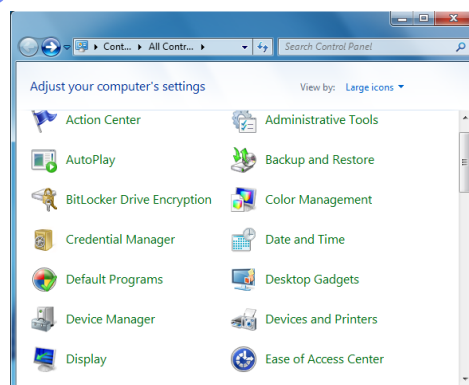 Cont... All Contr... Search Control Panel
Adjust your computer's settings View by: Large icons
Action Center Administrative Tools
AutoPlay Backup and Restore
BitLocker Drive Encryption Color Management
Credential Manager Date and Time
Default Programs Desktop Gadgets
Device Manager Devices and Printers
Display Ease of Access Center